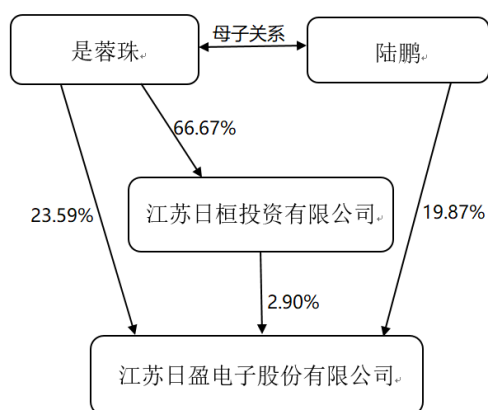 是蓉珠
母子关系
陆鹏
66.67%
23.59%
江苏日桓投资有限公司
19.87%
2.90%
江苏日盈电子股份有限公司